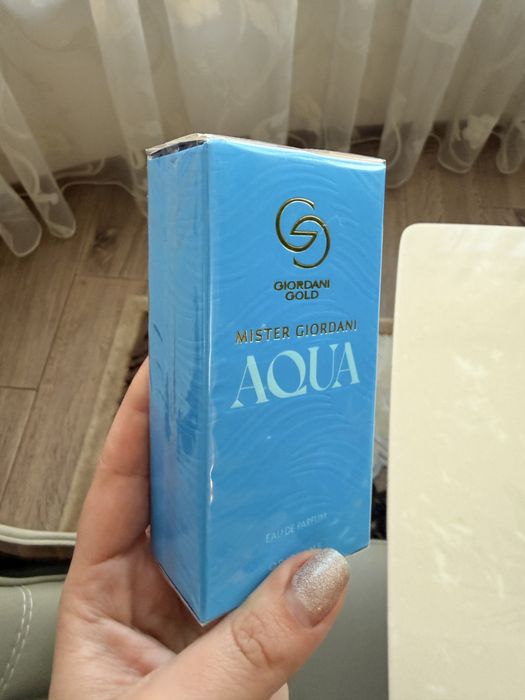 GIORDANI
GOLD
MISTER GIORDANI
AQUA
EAU DE PARFUM